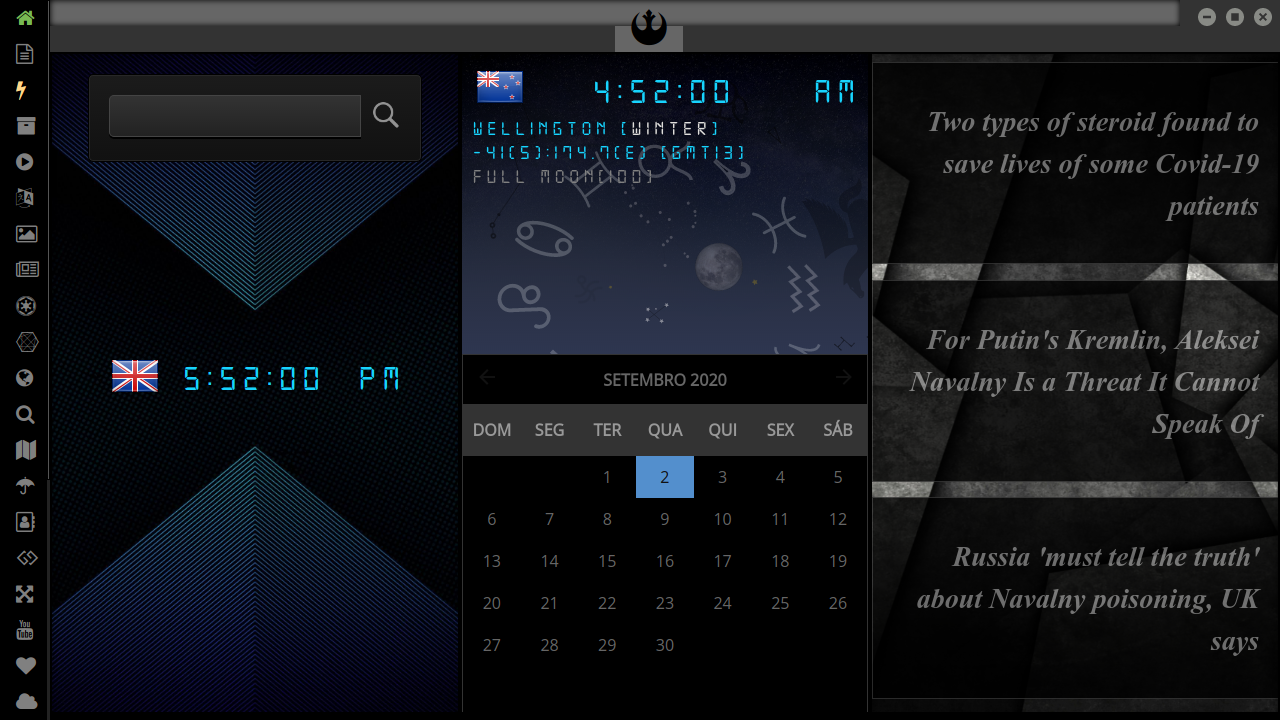 5:52:00 PM
4:52:00 AM
WELLINGTON [WINTER]
-41(S):174.7(E) [GMT13]
FULL MOON[100]
SETEMBRO 2020
DOM SEG TER QUA QUI SEX SÁB
1 2 3 4 5
6 7 8 9 10 11 12
13 14 15 16 17 18 19
20 21 22 23 24 25 26
27 28 29 30
Two types of steroid found to
save lives of some Covid-19
patients
For Putin's Kremlin, Aleksei
Navalny Is a Threat It Cannot
Speak Of
Russia 'must tell the truth'
about Navalny poisoning, UK
says
You
Tube